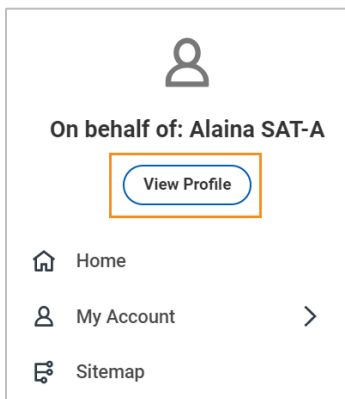 On behalf of: Alaina SAT-A
View Profile
Home
My Account
Sitemap